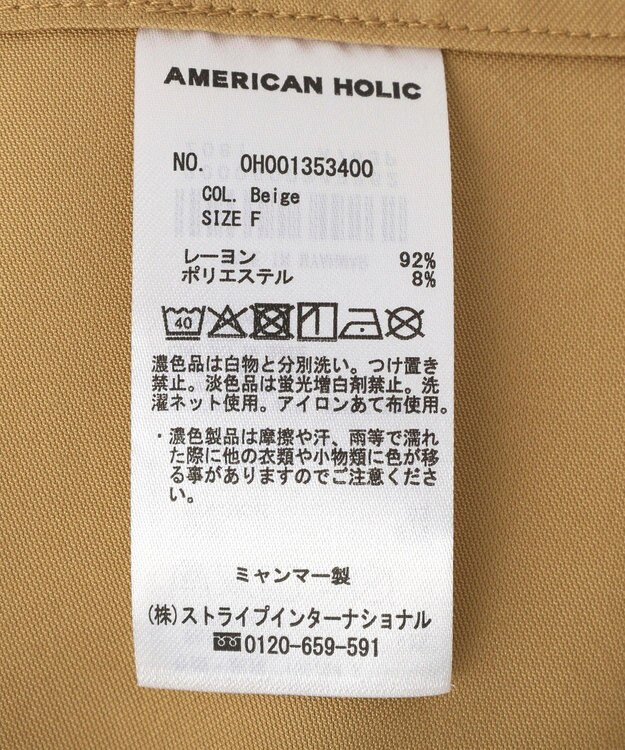 AMERICAN HOLIC
NO. 0H001353400
COL. Beige
SIZE F
レーヨン 92%
ポリエステル 8%
40
濃色品は白物と分別洗い。つけ置き
禁止。淡色品は蛍光増白剤禁止。洗
濯ネット使用。アイロンあて布使用。
・濃色製品は摩擦や汗、雨等で濡れ
た際に他の衣類や小物類に色が移
る事がありますのでご注意くださ
い。
ミャンマー製
(株)ストライプインターナショナル
0120-659-591